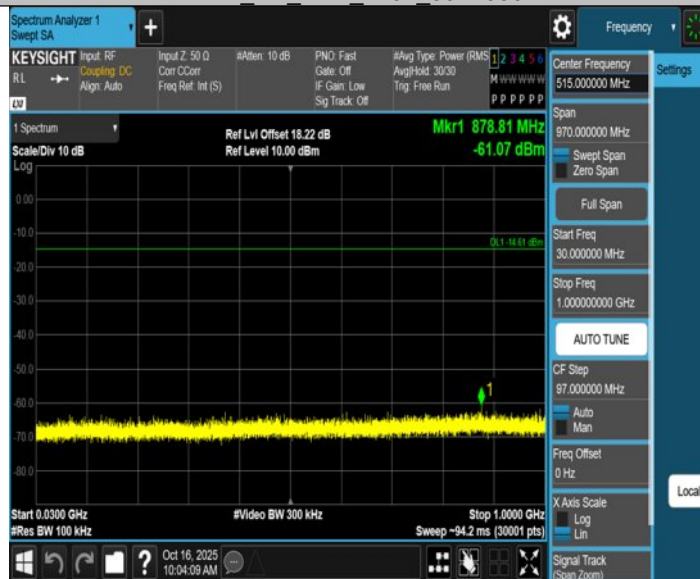 Spectrum Analyzer 1
Swept SA
+
Frequency
KEYSIGHT
RL
LXI
Input: RF
Coupling: DC
Align: Auto
Input Z: 50 Ω
Corr CCorr
Freq Ref: Int (S)
#Atten: 10 dB
PNO: Fast
Gate: Off
IF Gain: Low
Sig Track: Off
#Avg Type: Power (RMS
Avg|Hold: 30/30
Trig: Free Run
1 2 3 4 5 6
M W W W W W
P P P P P P
1 Spectrum
Scale/Div 10 dB
Log
Ref Lvl Offset 18.22 dB
Ref Level 10.00 dBm
Mkr1 878.81 MHz
-61.07 dBm
0.00
-10.0
DL1 -14.61 dBm
-20.0
-30.0
-40.0
-50.0
-60.0
1
-70.0
-80.0
Start 0.0300 GHz
#Res BW 100 kHz
#Video BW 300 kHz
Stop 1.0000 GHz
Sweep ~94.2 ms (30001 pts)
?
Oct 16, 2025
10:04:09 AM
Center Frequency
515.000000 MHz
Settings
Span
970.000000 MHz
Swept Span
Zero Span
Full Span
Start Freq
30.000000 MHz
Stop Freq
1.000000000 GHz
AUTO TUNE
CF Step
97.000000 MHz
Auto
Man
Freq Offset
0 Hz
Local
X Axis Scale
Log
Lin
Signal Track
(Span Zoom)